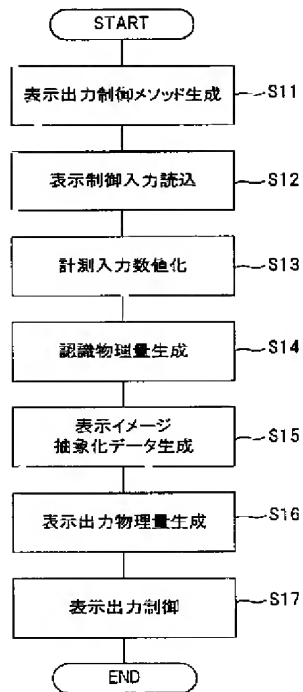 START
表示出力制御メソッド生成
S11
表示制御入力読込
S12
計測入力数値化
S13
認識物理量生成
S14
表示イメージ
抽象化データ生成
S15
表示出力物理量生成
S16
表示出力制御
S17
END